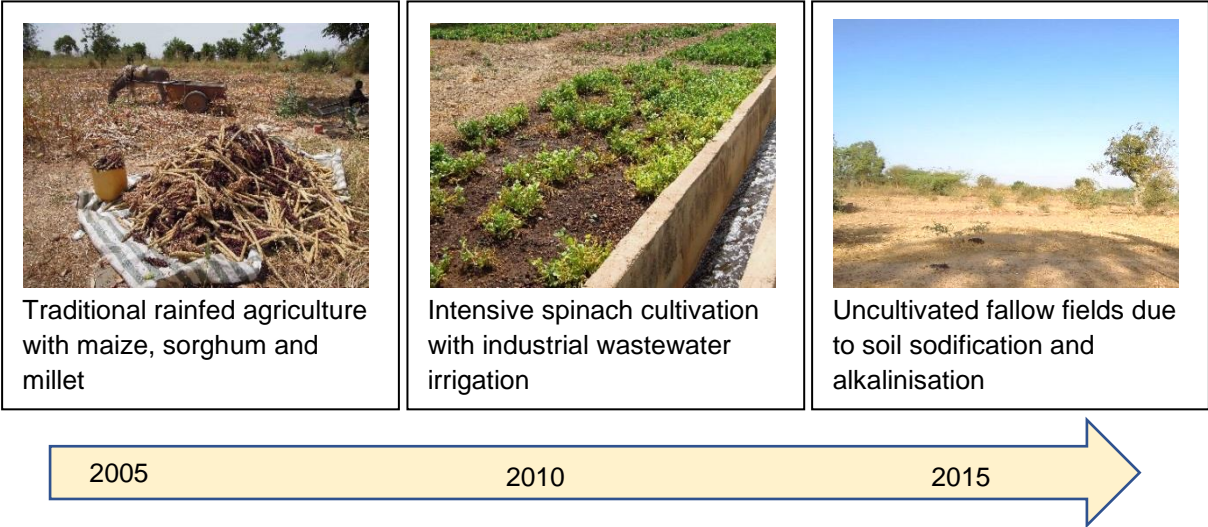 Traditional rainfed agriculture
with maize, sorghum and
millet
Intensive spinach cultivation
with industrial wastewater
irrigation
Uncultivated fallow fields due
to soil sodification and
alkalinisation
2005
2010
2015